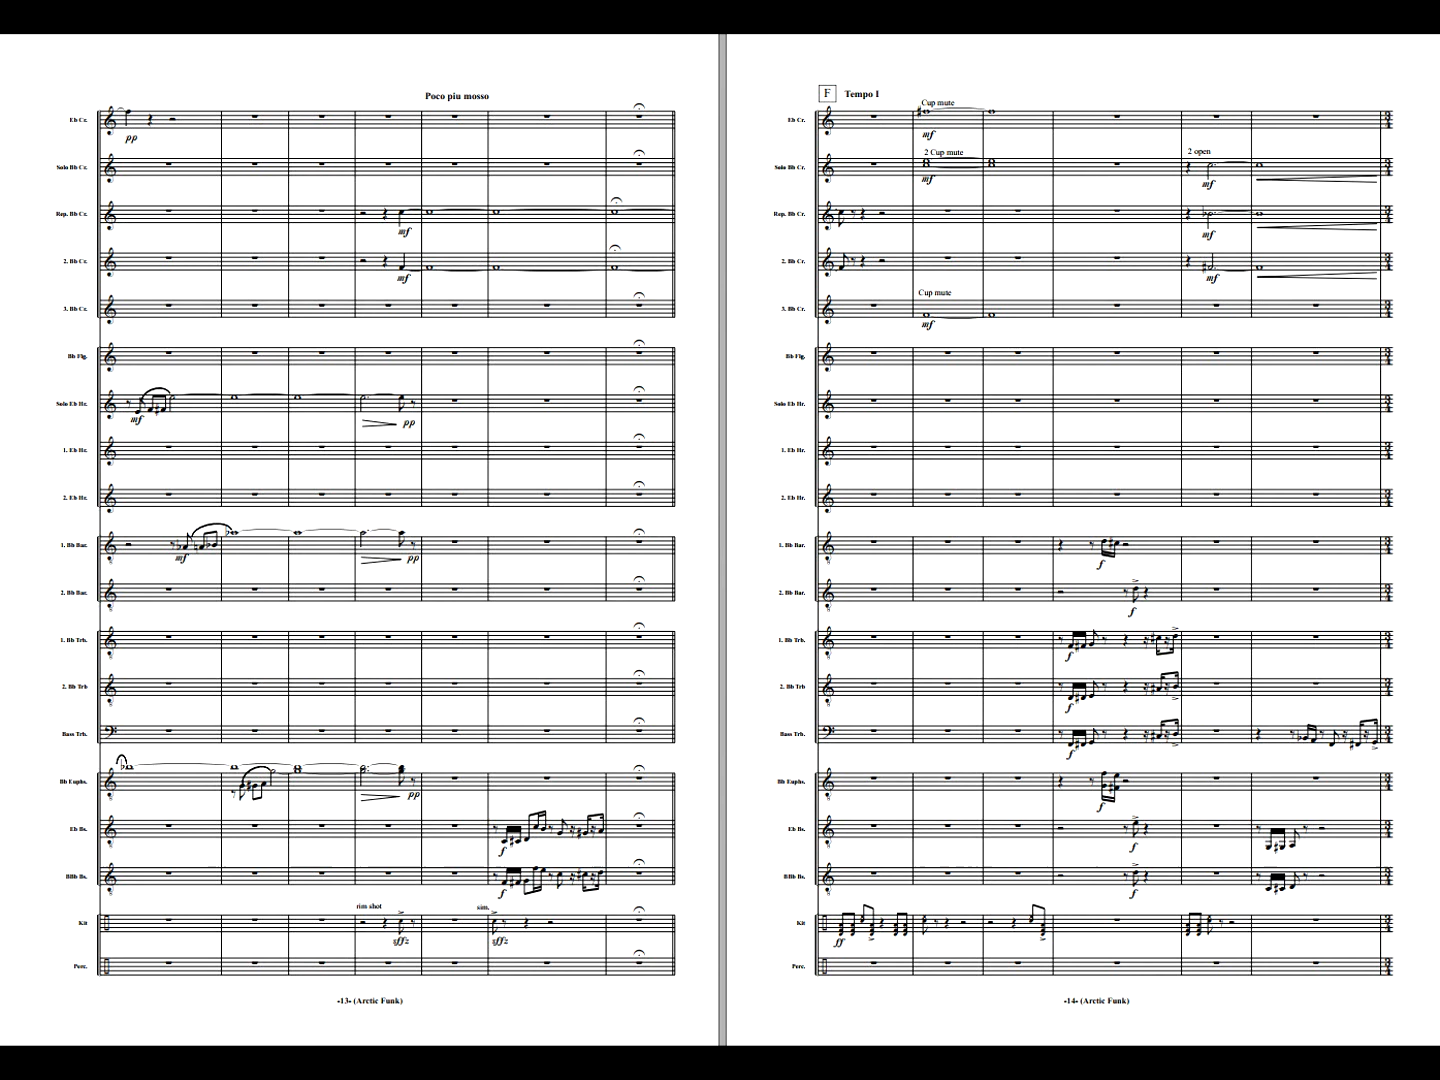 Poco piu mosso
Eb Cr.
pp
Solo Bb Cr.
Rep. Bb Cr.
mf
2. Bb Cr.
mf
3. Bb Cr.
Bb Flg.
Solo Eb Hr.
mf
pp
1. Eb Hr.
2. Eb Hr.
1. Bb Bar.
mf
pp
2. Bb Bar.
1. Bb Trb.
2. Bb Trb
Bass Trb.
Bb Euphs.
pp
Eb Bs.
f
BBb Bs.
f
rim shot
sim.
Kit
sffz
sffz
Perc.
•13• (Arctic Funk)
F Tempo I
Cup mute
Eb Cr.
mf
2 Cup mute
2 open
Solo Bb Cr.
mf
mf
Rep. Bb Cr.
mf
2. Bb Cr.
mf
Cup mute
3. Bb Cr.
mf
Bb Flg.
Solo Eb Hr.
1. Eb Hr.
2. Eb Hr.
1. Bb Bar.
f
2. Bb Bar.
f
1. Bb Trb.
f
2. Bb Trb
f
Bass Trb.
f
Bb Euphs.
f
Eb Bs.
f
BBb Bs.
f
Kit
ff
Perc.
•14• (Arctic Funk)